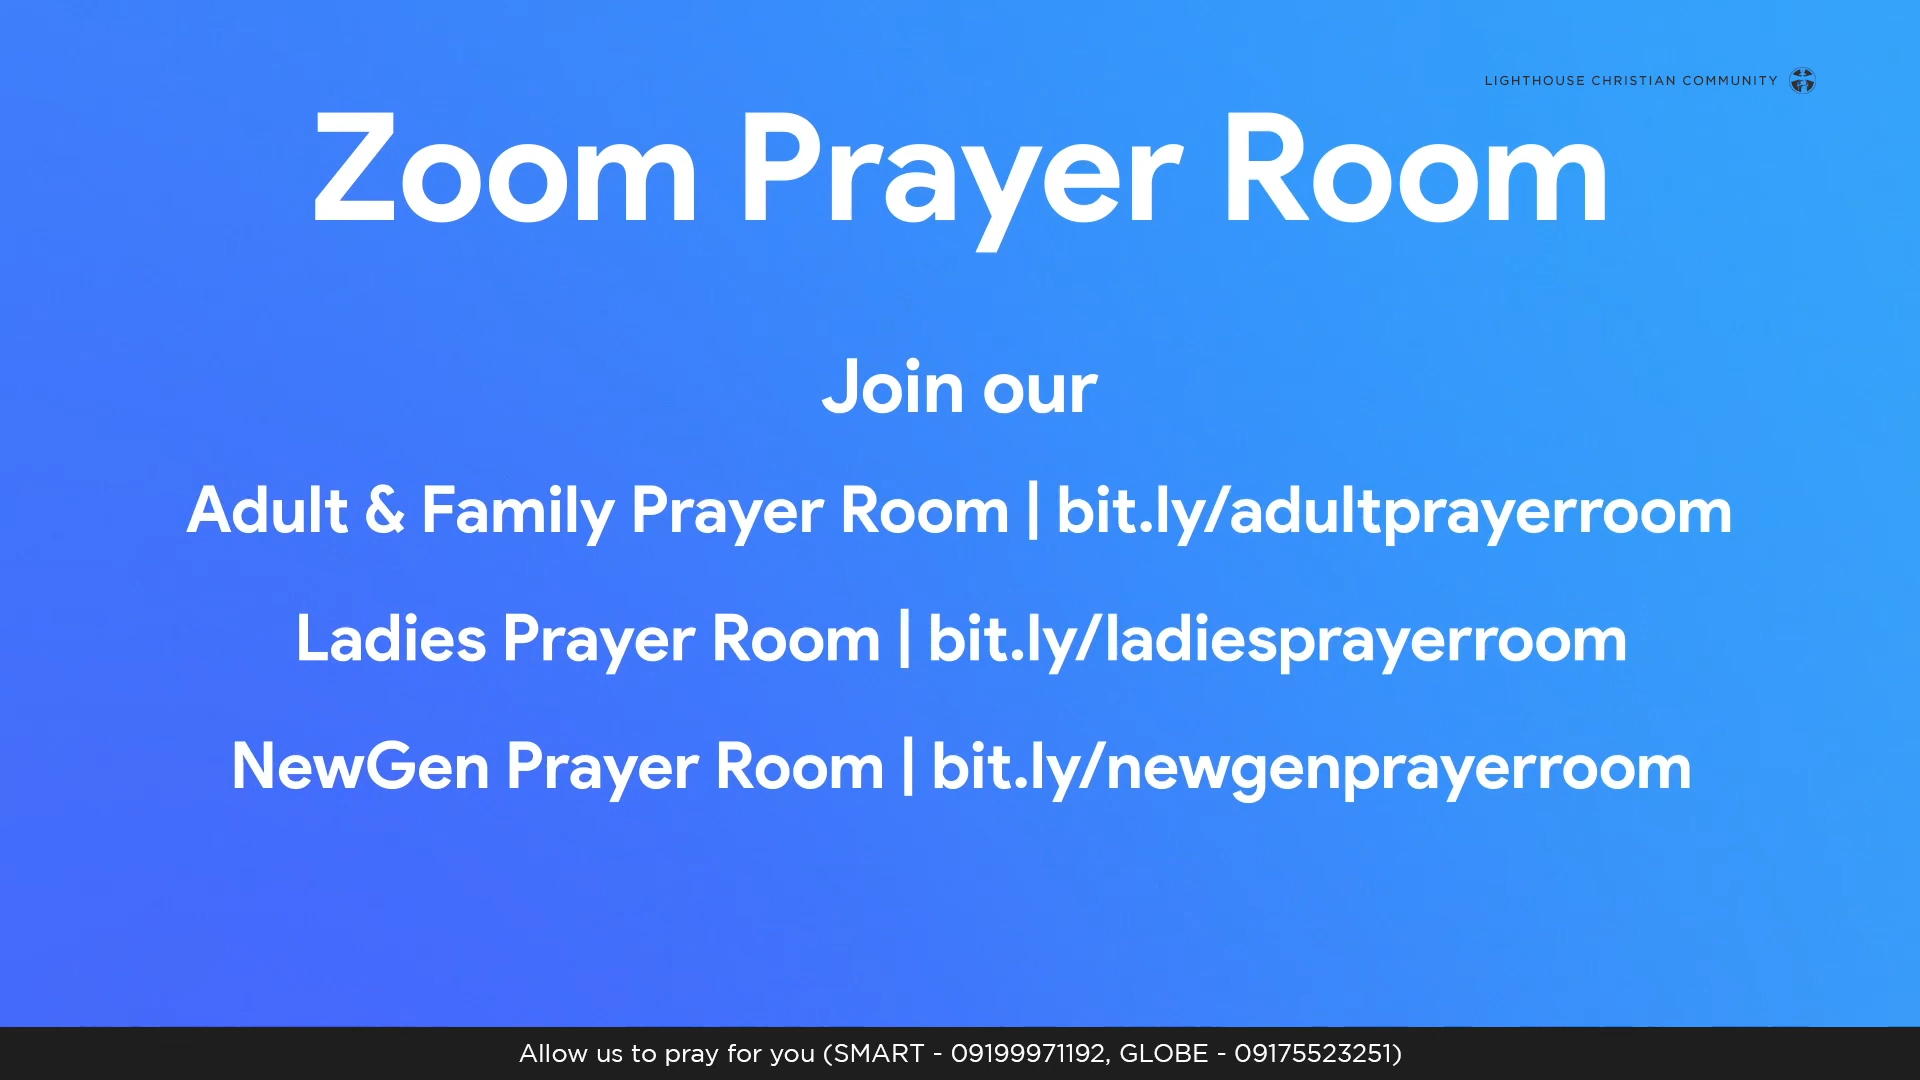 LIGHTHOUSE CHRISTIAN COMMUNITY
Zoom Prayer Room
Join our
Adult & Family Prayer Room | bit.ly/adultprayerroom
Ladies Prayer Room | bit.ly/ladiesprayerroom
NewGen Prayer Room | bit.ly/newgenprayerroom
Allow us to pray for you (SMART - 09199971192, GLOBE - 09175523251)